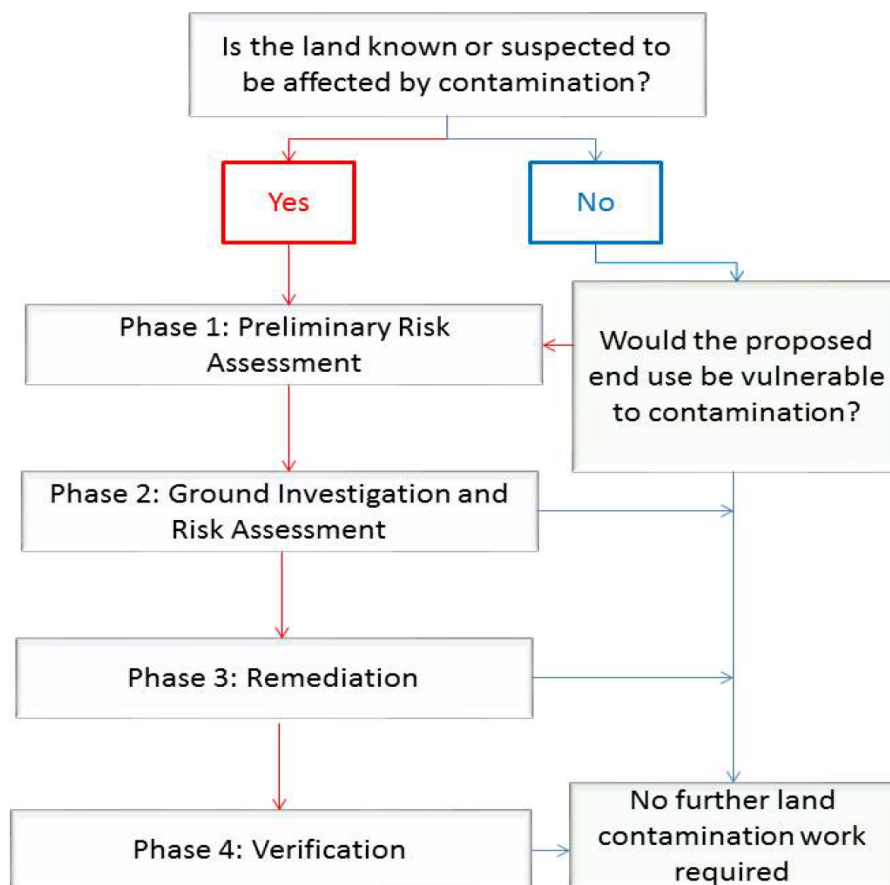 Is the land known or suspected to
be affected by contamination?
Yes
No
Phase 1: Preliminary Risk
Assessment
Would the proposed
end use be vulnerable
to contamination?
Phase 2: Ground Investigation and
Risk Assessment
Phase 3: Remediation
Phase 4: Verification
No further land
contamination work
required